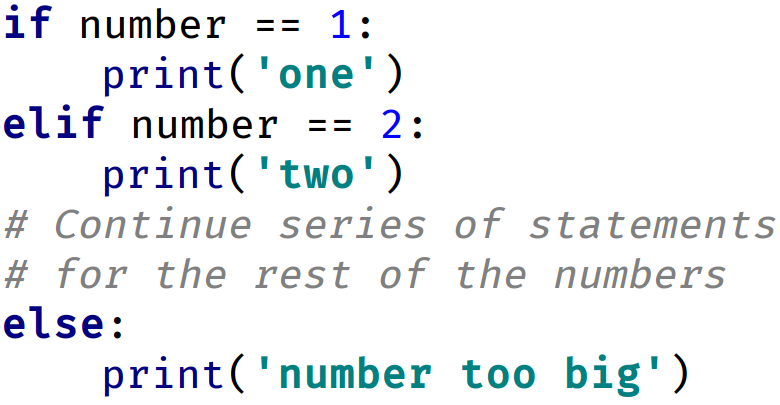 if number == 1:
    print('one')
elif number == 2:
    print('two')
# Continue series of statements
# for the rest of the numbers
else:
    print('number too big')